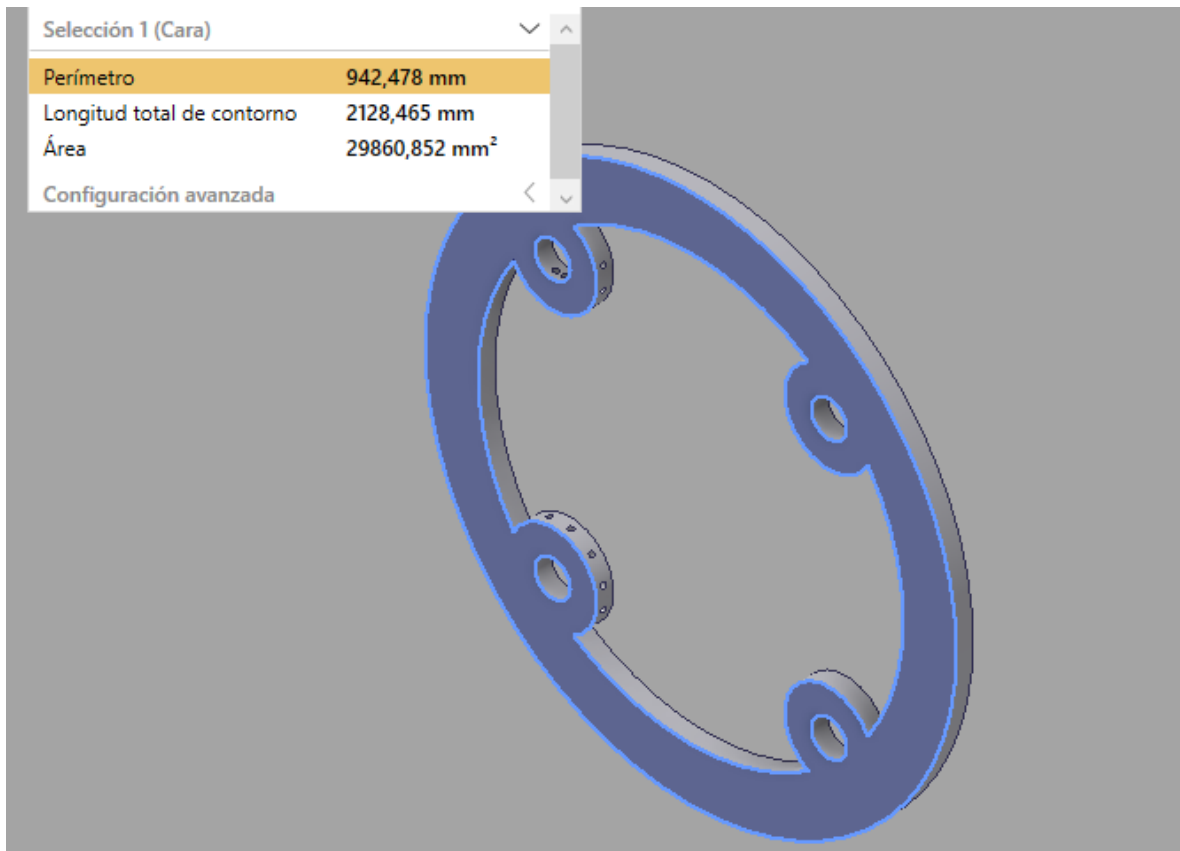 Selección 1 (Cara)
Perímetro 942,478 mm
Longitud total de contorno 2128,465 mm
Área 29860,852 mm²
Configuración avanzada